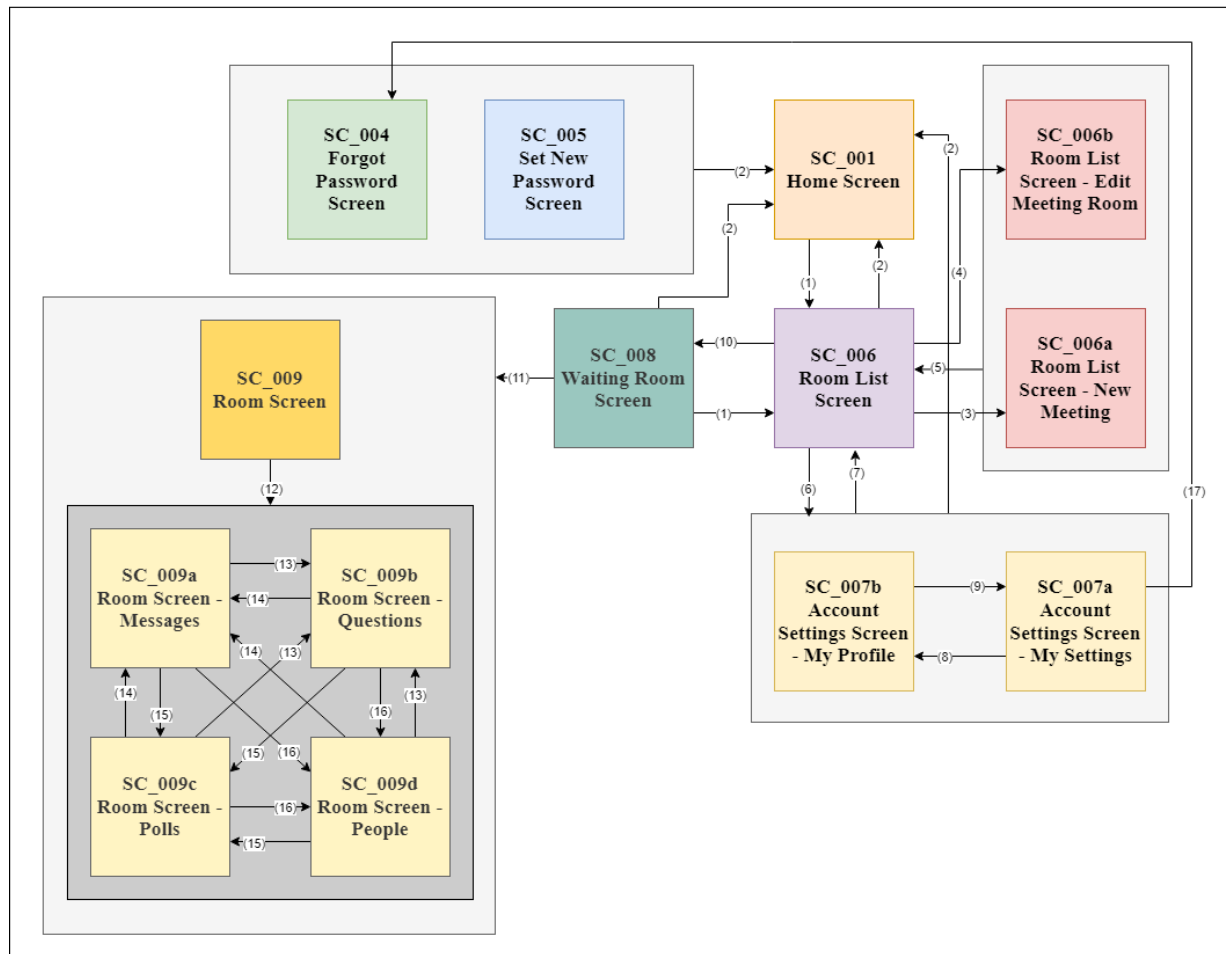 (17)
SC_004
Forgot
Password
Screen
SC_005
Set New
Password
Screen
(2)
SC_001
Home Screen
(2)
SC_006b
Room List
Screen - Edit
Meeting Room
(2)
(1)
(2)
(4)
SC_009
Room Screen
(11)
SC_008
Waiting Room
Screen
(10)
(1)
SC_006
Room List
Screen
(5)
(3)
SC_006a
Room List
Screen - New
Meeting
(12)
(6)
(7)
SC_009a
Room Screen -
Messages
(13)
(14)
SC_009b
Room Screen -
Questions
SC_007b
Account
Settings Screen
- My Profile
(9)
(8)
SC_007a
Account
Settings Screen
- My Settings
(14)
(13)
(14)
(15)
(16)
(13)
(15)
(16)
SC_009c
Room Screen -
Polls
(16)
(15)
SC_009d
Room Screen -
People